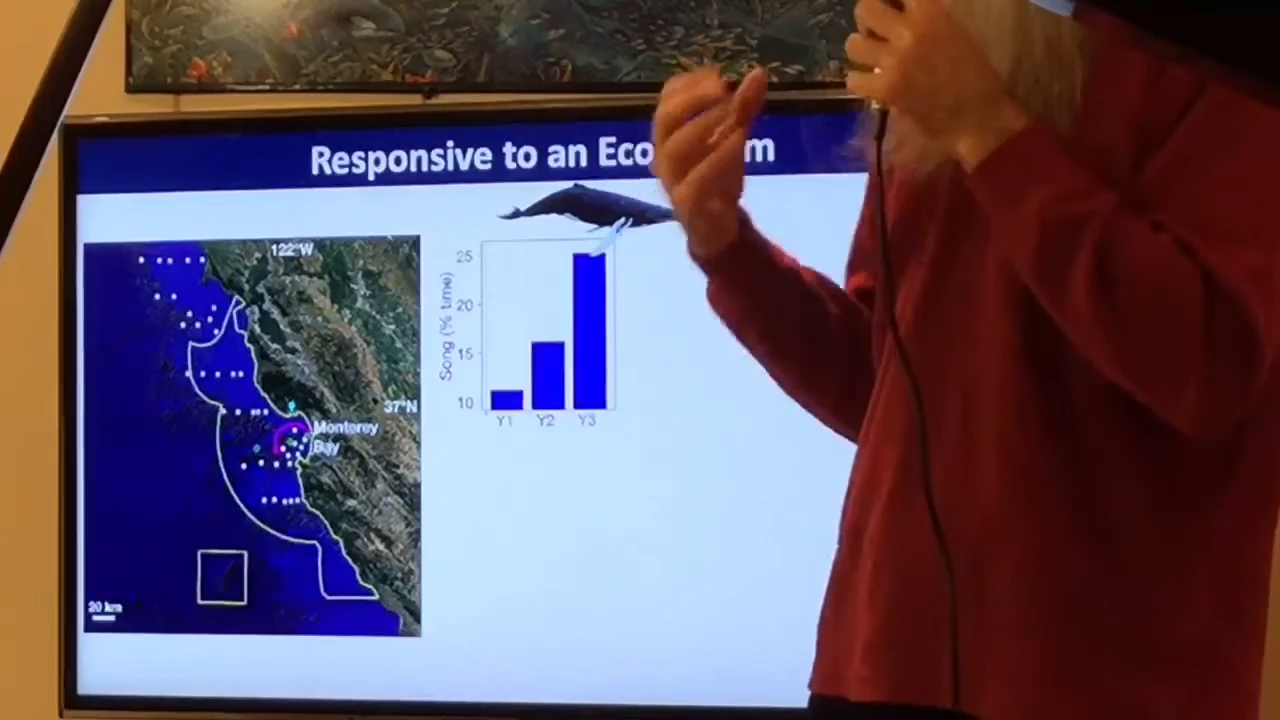 Responsive to an Eco m
122°W
37°N
Monterey
Bay
20 km
Song (% time)
25
20
15
10
Y1 Y2 Y3